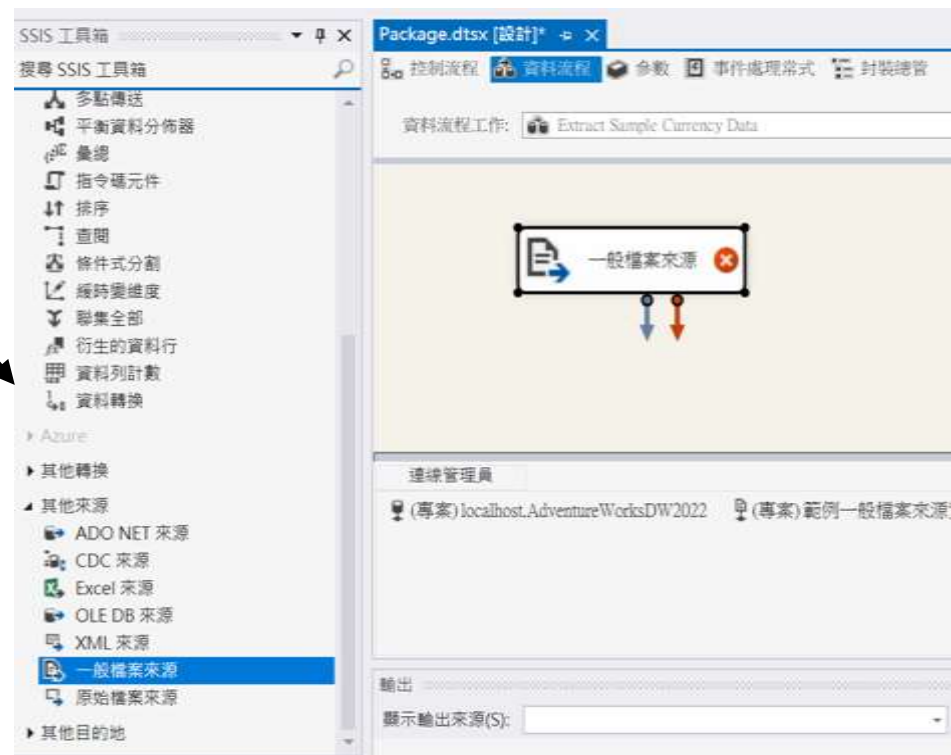 SSIS 工具箱
搜尋 SSIS 工具箱
多點傳送
平衡資料分佈器
彙總
指令碼元件
排序
查閱
條件式分割
緩時變維度
聯集全部
衍生的資料行
資料列計數
資料轉換
Azure
其他轉換
其他來源
ADO NET 來源
CDC 來源
Excel 來源
OLE DB 來源
XML 來源
一般檔案來源
原始檔案來源
其他目的地
Package.dtsx [設計]*
控制流程 資料流程 參數 事件處理常式 封裝總管
資料流程工作: Extract Sample Currency Data
一般檔案來源
連線管理員
(專案) localhost.AdventureWorksDW2022 (專案) 範例一般檔案來源
輸出
顯示輸出來源(S):